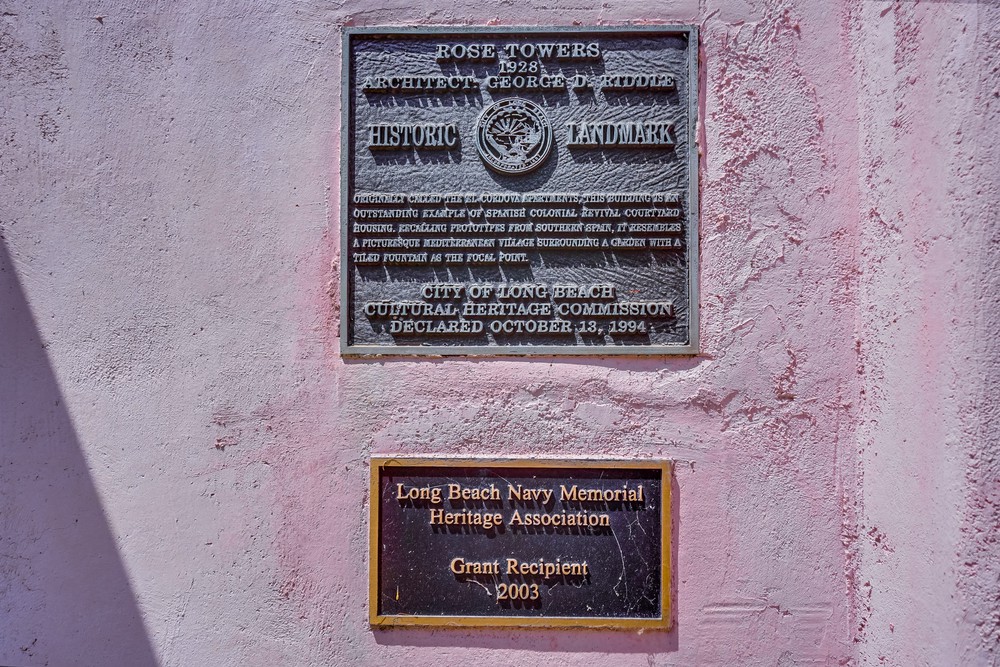 ROSE TOWERS
1928
ARCHITECT: GEORGE D. RIDDLE
HISTORIC LANDMARK
ORIGINALLY CALLED THE EL CORDOVA APARTMENTS, THIS BUILDING IS AN
OUTSTANDING EXAMPLE OF SPANISH COLONIAL REVIVAL COURTYARD
HOUSING. RECALLING PROTOTYPES FROM SOUTHERN SPAIN, IT RESEMBLES
A PICTURESQUE MEDITERRANEAN VILLAGE SURROUNDING A GARDEN WITH A
TILED FOUNTAIN AS THE FOCAL POINT.
CITY OF LONG BEACH
CULTURAL HERITAGE COMMISSION
DECLARED OCTOBER 13, 1994
Long Beach Navy Memorial
Heritage Association
Grant Recipient
2003